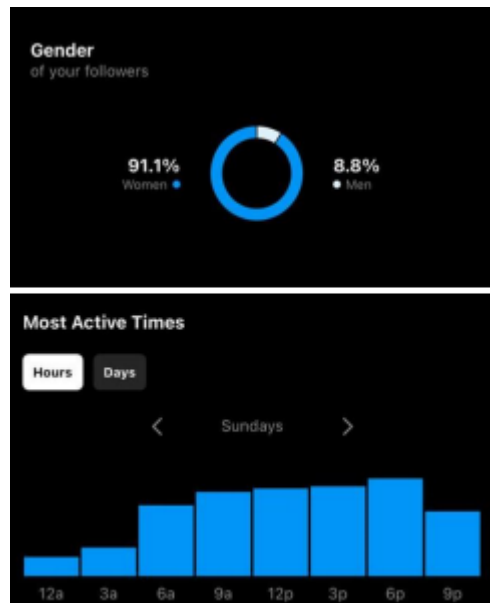 Gender
of your followers
91.1%
Women
8.8%
Men
Most Active Times
Hours Days
Sundays
12a 3a 6a 9a 12p 3p 6p 9p